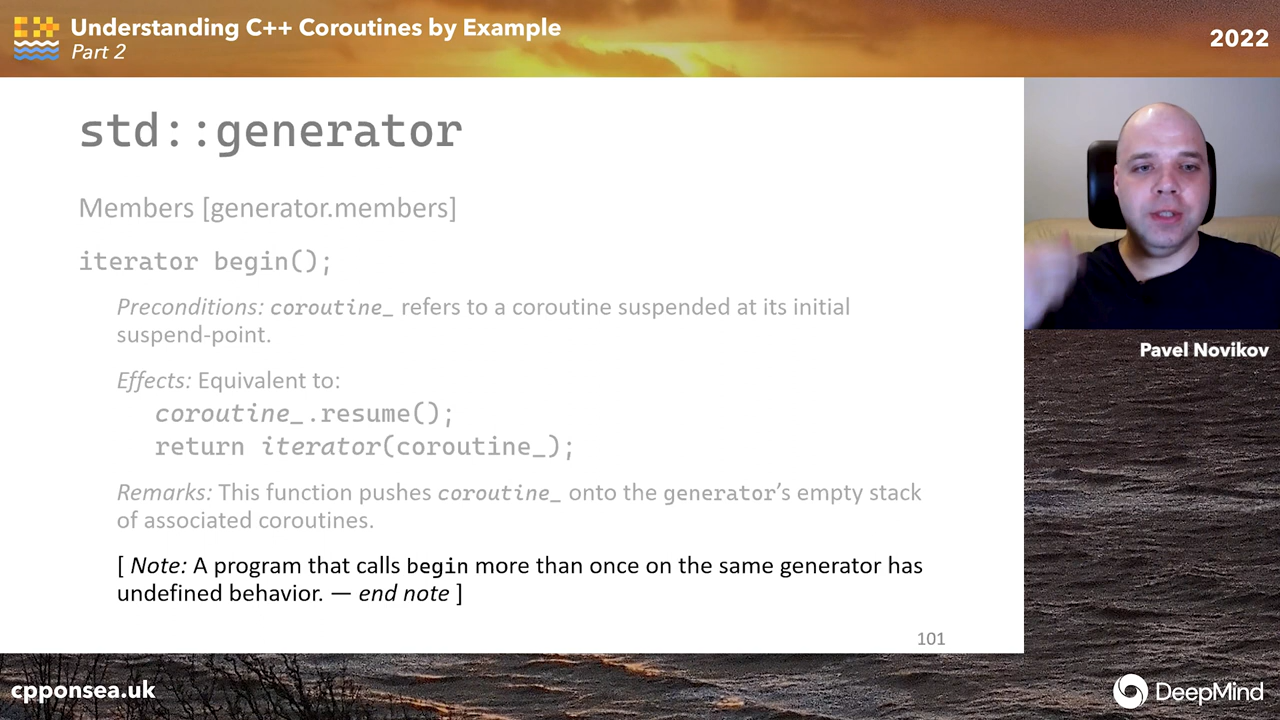 Understanding C++ Coroutines by Example
Part 2
2022
std::generator
Members [generator.members]
iterator begin();
Preconditions: coroutine_ refers to a coroutine suspended at its initial
suspend-point.
Effects: Equivalent to:
coroutine_.resume();
return iterator(coroutine_);
Remarks: This function pushes coroutine_ onto the generator’s empty stack
of associated coroutines.
[ Note: A program that calls begin more than once on the same generator has
undefined behavior. — end note ]
101
Pavel Novikov
cpponsea.uk
DeepMind